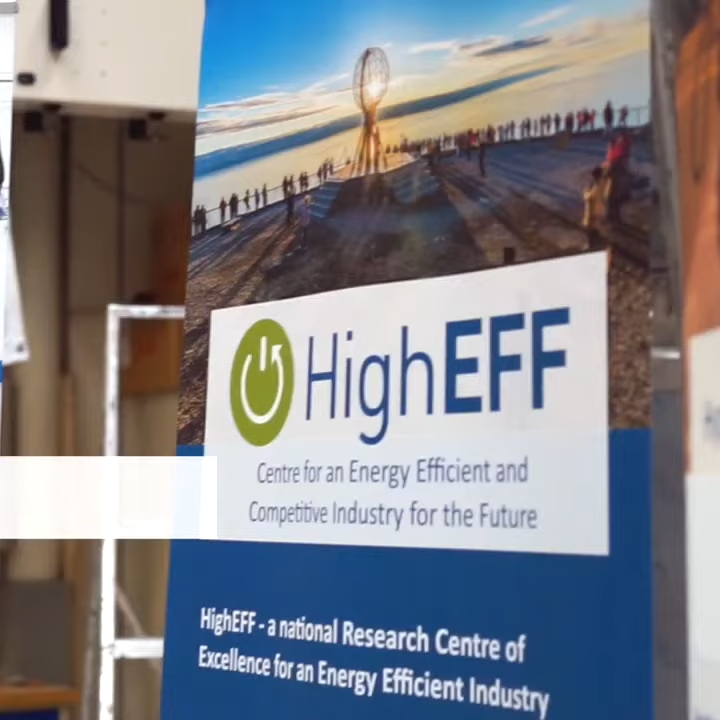 HighEFF
Centre for an Energy Efficient and
Competitive Industry for the Future
HighEFF - a national Research Centre of
Excellence for an Energy Efficient Industry